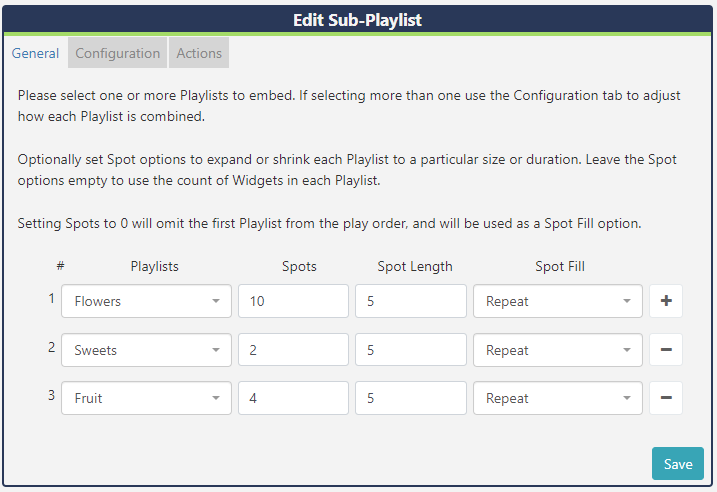 Edit Sub-Playlist
General Configuration Actions
Please select one or more Playlists to embed. If selecting more than one use the Configuration tab to adjust
how each Playlist is combined.
Optionally set Spot options to expand or shrink each Playlist to a particular size or duration. Leave the Spot
options empty to use the count of Widgets in each Playlist.
Setting Spots to 0 will omit the first Playlist from the play order, and will be used as a Spot Fill option.
# Playlists Spots Spot Length Spot Fill
1 Flowers 10 5 Repeat +
2 Sweets 2 5 Repeat −
3 Fruit 4 5 Repeat −
Save